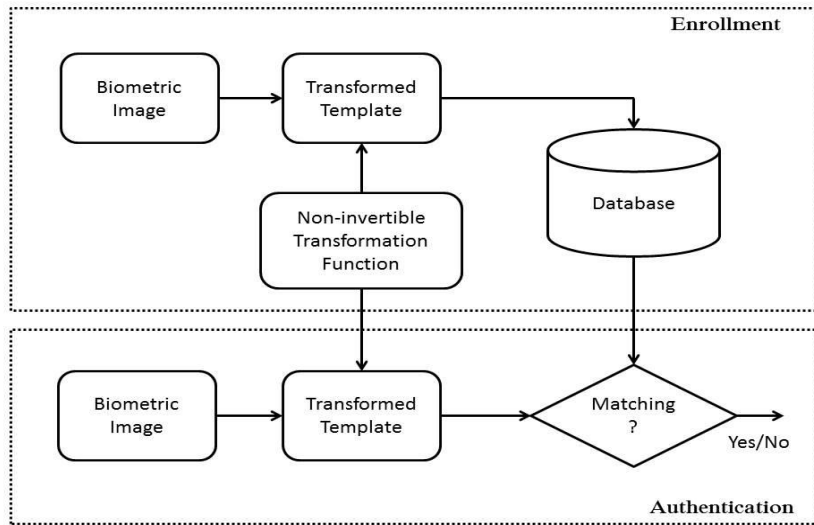 Enrollment
Biometric
Image
Transformed
Template
Non-invertible
Transformation
Function
Database
Biometric
Image
Transformed
Template
Matching
?
Yes/No
Authentication